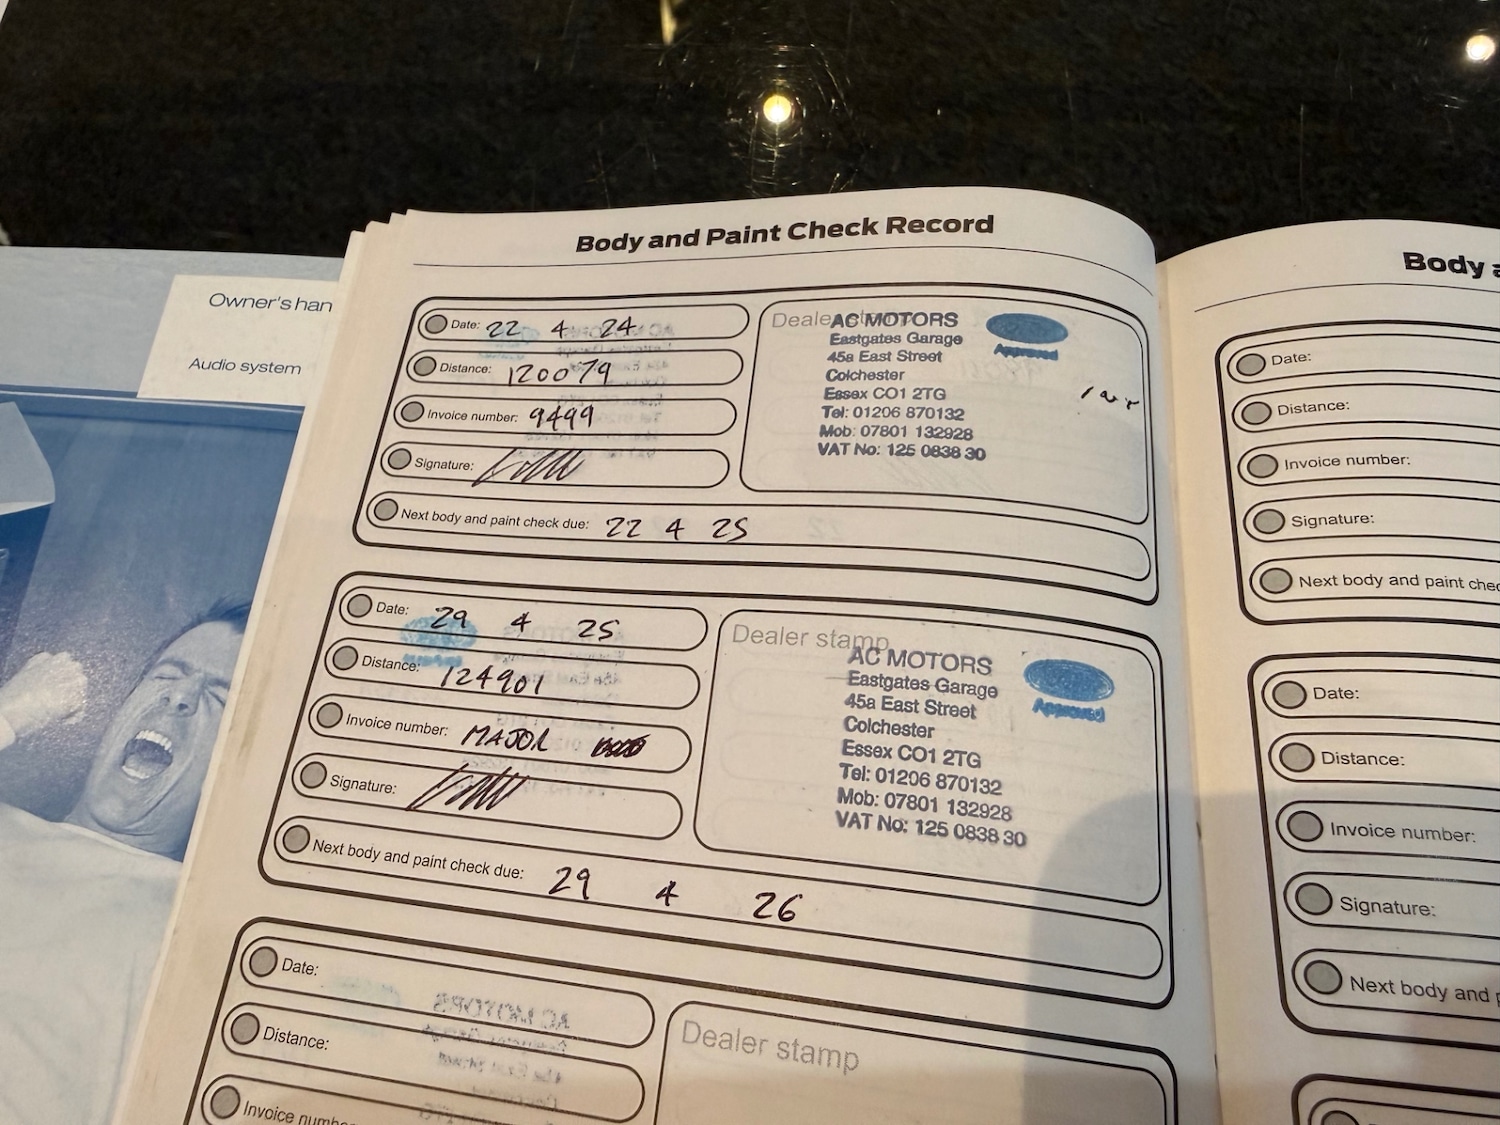 Owner's han
Audio system
Body and Paint Check Record
Date: 22 4 24
Distance: 120079
Invoice number: 9499
Signature:
Next body and paint check due: 22 4 25
Dealer stamp
AC MOTORS
Eastgates Garage
45a East Street
Colchester
Essex CO1 2TG
Tel: 01206 870132
Mob: 07801 132928
VAT No: 125 0838 30
Approved
Date: 29 4 25
Distance: 124901
Invoice number: MAJOR
Signature:
Next body and paint check due: 29 4 26
Dealer stamp
AC MOTORS
Eastgates Garage
45a East Street
Colchester
Essex CO1 2TG
Tel: 01206 870132
Mob: 07801 132928
VAT No: 125 0838 30
Approved
Date:
Distance:
Invoice numbe
Dealer stamp
Body a
Date:
Distance:
Invoice number:
Signature:
Next body and paint chec
Date:
Distance:
Invoice number:
Signature:
Next body and p